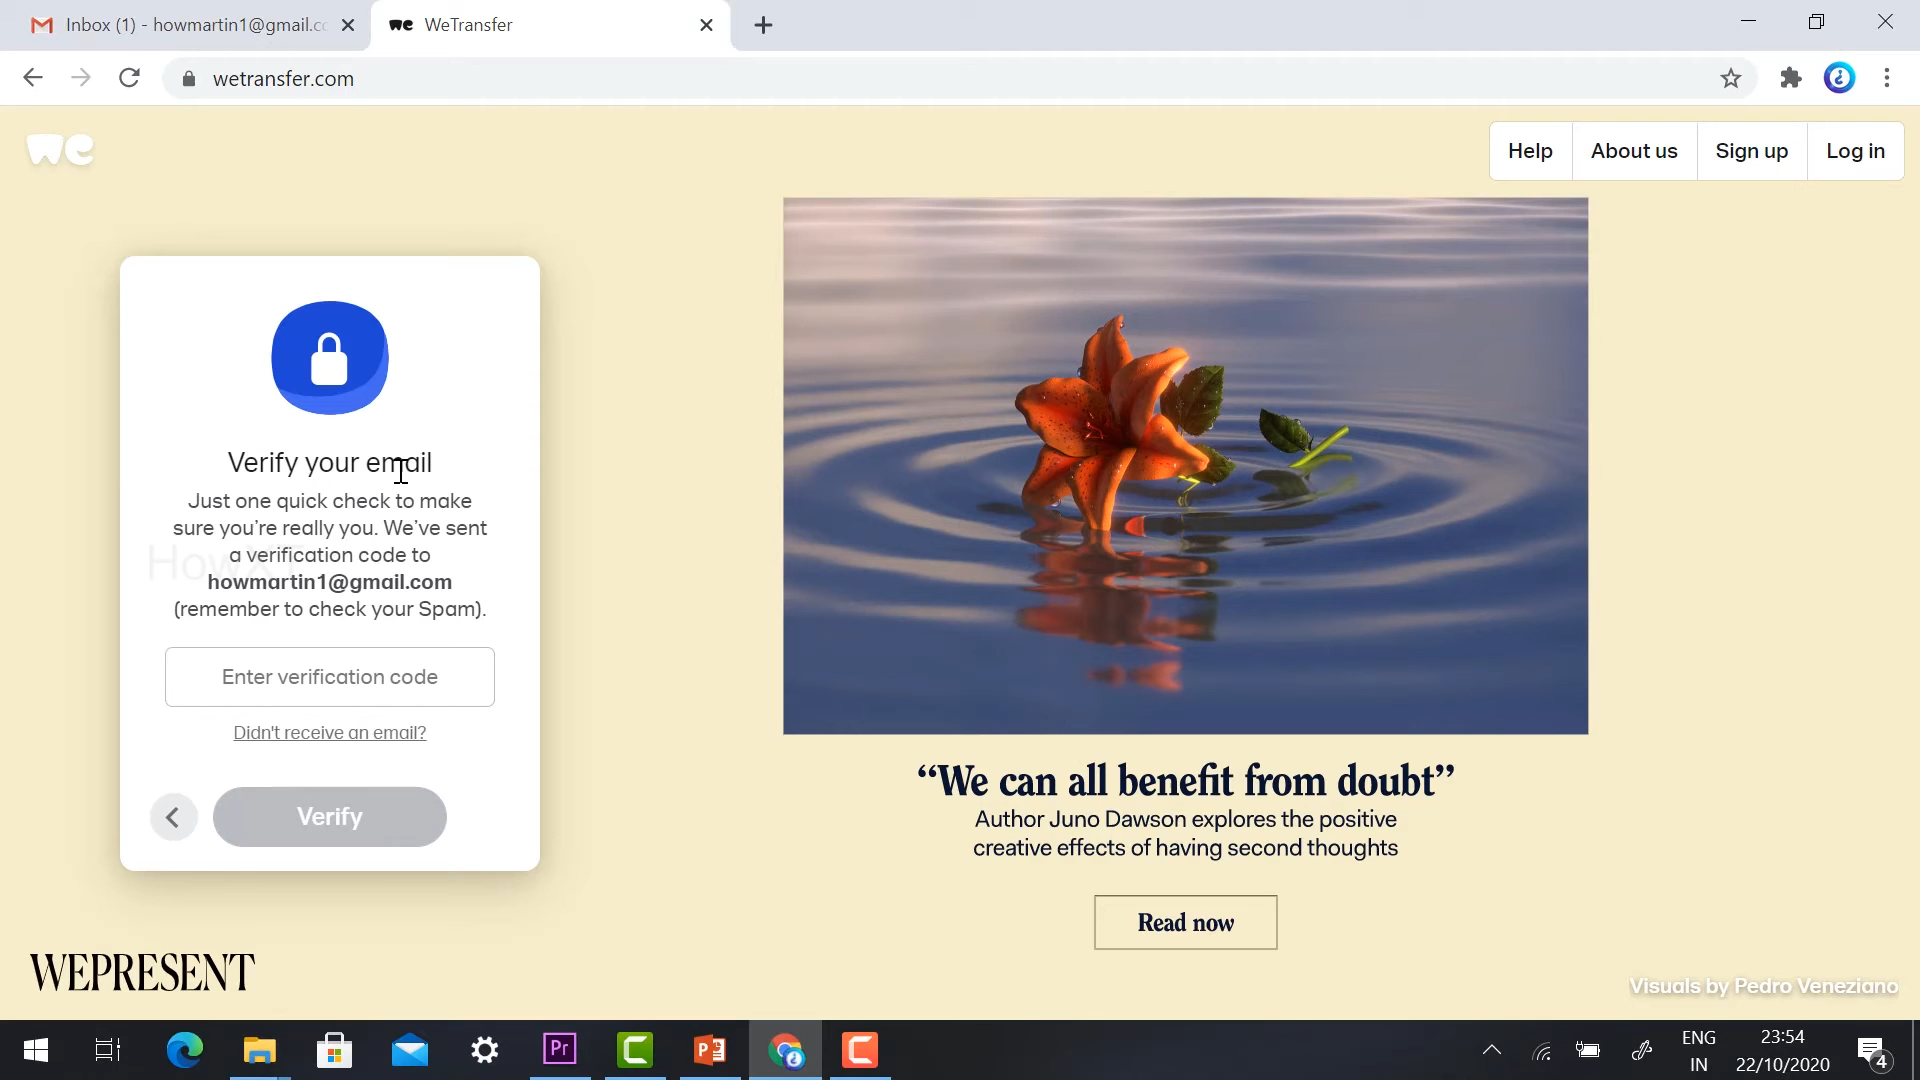 Inbox (1) - howmartin1@gmail.co
WeTransfer
wetransfer.com
we
Help
About us
Sign up
Log in
Verify your email
Just one quick check to make
sure you’re really you. We’ve sent
a verification code to
howmartin1@gmail.com
(remember to check your Spam).
Enter verification code
Didn't receive an email?
Verify
“We can all benefit from doubt”
Author Juno Dawson explores the positive
creative effects of having second thoughts
Read now
WEPRESENT
Visuals by Pedro Veneziano
Pr
ENG
IN
23:54
22/10/2020
4